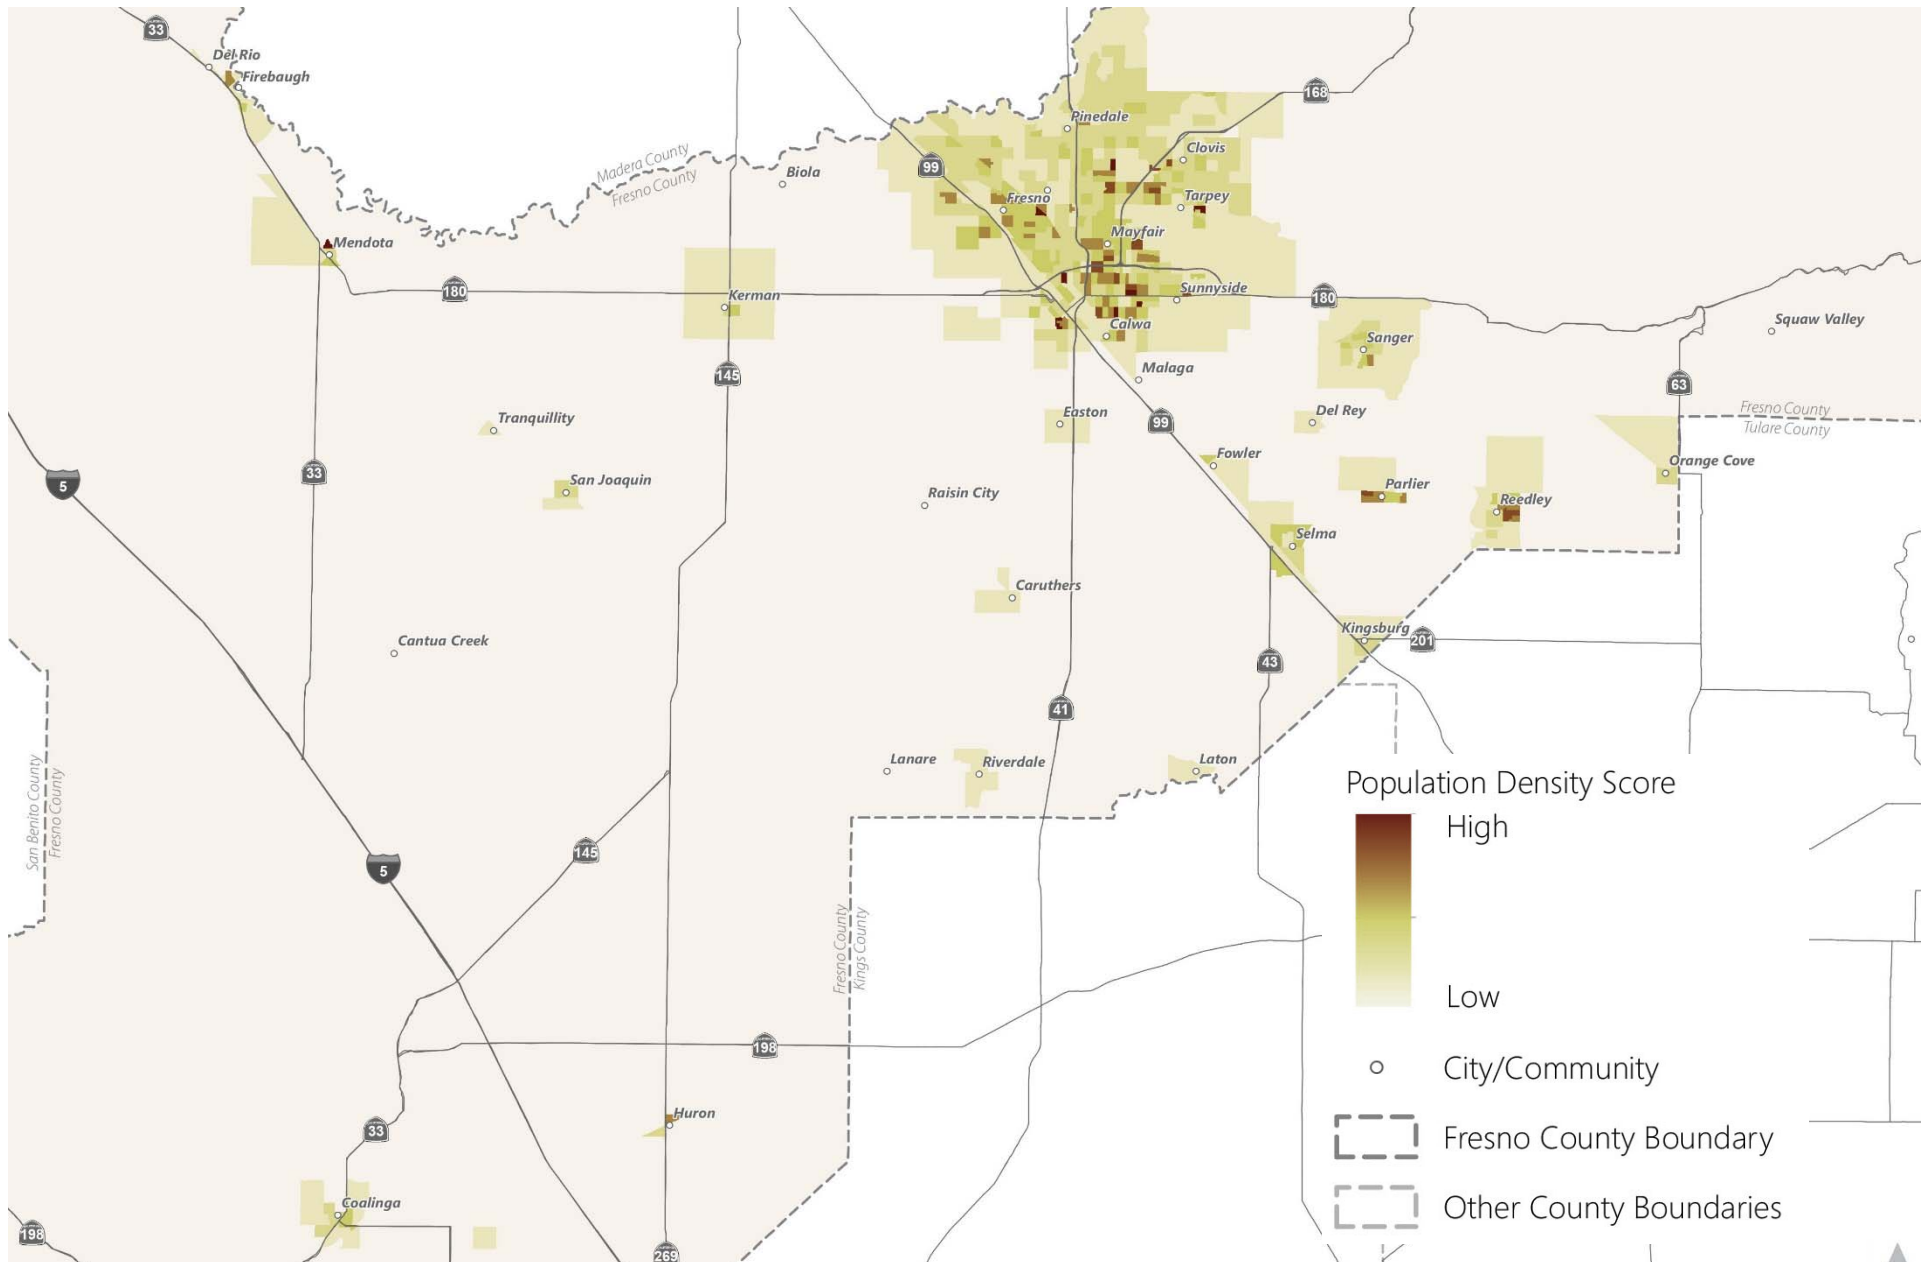 33
Del Rio
Firebaugh
168
Pinedale
Madera County
Fresno County
99
Clovis
Biola
Fresno
Tarpey
Mendota
Mayfair
180
Kerman
Sunnyside
180
Squaw Valley
Calwa
Sanger
145
Malaga
63
Tranquillity
Easton
99
Del Rey
Fresno County
Tulare County
33
Fowler
Orange Cove
5
San Joaquin
Raisin City
Parlier
Reedley
Selma
Caruthers
Kingsburg
201
Cantua Creek
43
41
Lanare
Riverdale
Laton
San Benito County
Fresno County
145
5
Fresno County
Kings County
198
Huron
33
Coalinga
198
269
Population Density Score
High
Low
City/Community
Fresno County Boundary
Other County Boundaries